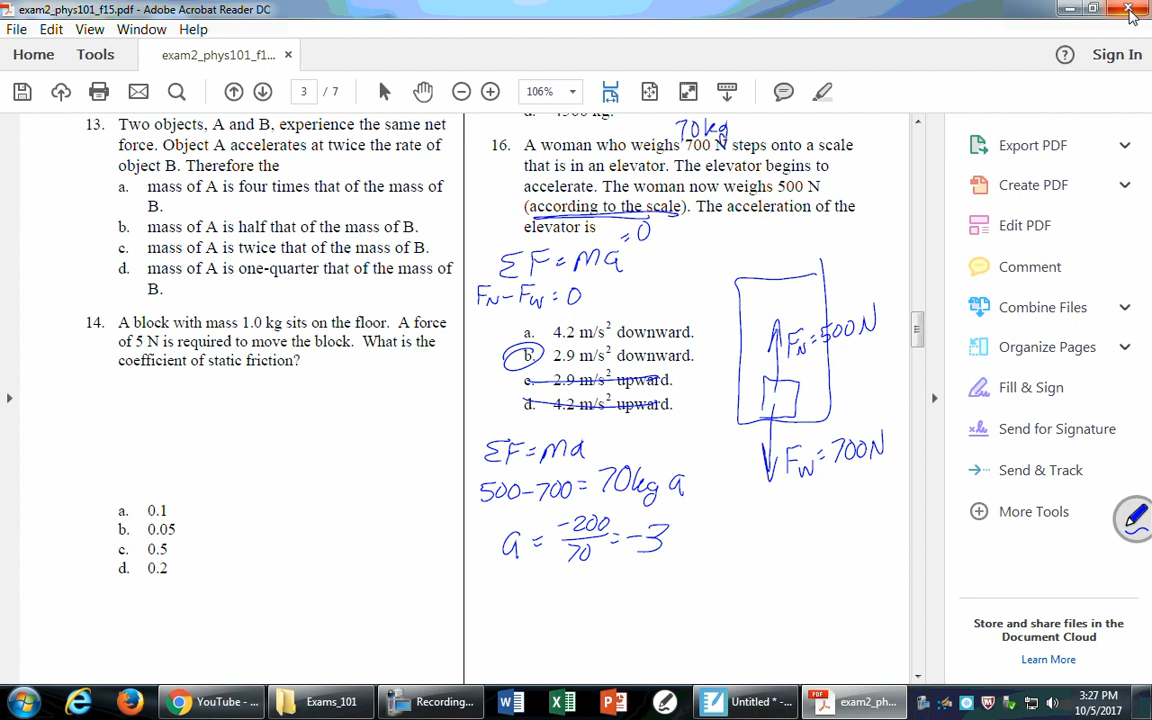 exam2_phys101_f15.pdf - Adobe Acrobat Reader DC
File Edit View Window Help
Home Tools exam2_phys101_f1... × Sign In
3 / 7 106%
13. Two objects, A and B, experience the same net
force. Object A accelerates at twice the rate of
object B. Therefore the
a. mass of A is four times that of the mass of
B.
b. mass of A is half that of the mass of B.
c. mass of A is twice that of the mass of B.
d. mass of A is one-quarter that of the mass of
B.
14. A block with mass 1.0 kg sits on the floor. A force
of 5 N is required to move the block. What is the
coefficient of static friction?
a. 0.1
b. 0.05
c. 0.5
d. 0.2
70kg
16. A woman who weighs 700 N steps onto a scale
that is in an elevator. The elevator begins to
accelerate. The woman now weighs 500 N
(according to the scale). The acceleration of the
elevator is
ΣF=ma=0
FN-FW=0
a. 4.2 m/s² downward.
b. 2.9 m/s² downward.
c. 2.9 m/s² upward.
d. 4.2 m/s² upward.
FN=500N
FW=700N
ΣF=ma
500-700=70kg a
a = -200/70 = -3
Export PDF
Create PDF
Edit PDF
Comment
Combine Files
Organize Pages
Fill & Sign
Send for Signature
Send & Track
More Tools
Store and share files in the
Document Cloud
Learn More
YouTube - ... Exams_101 Recording... Untitled * -... exam2_ph...
3:27 PM
10/5/2017